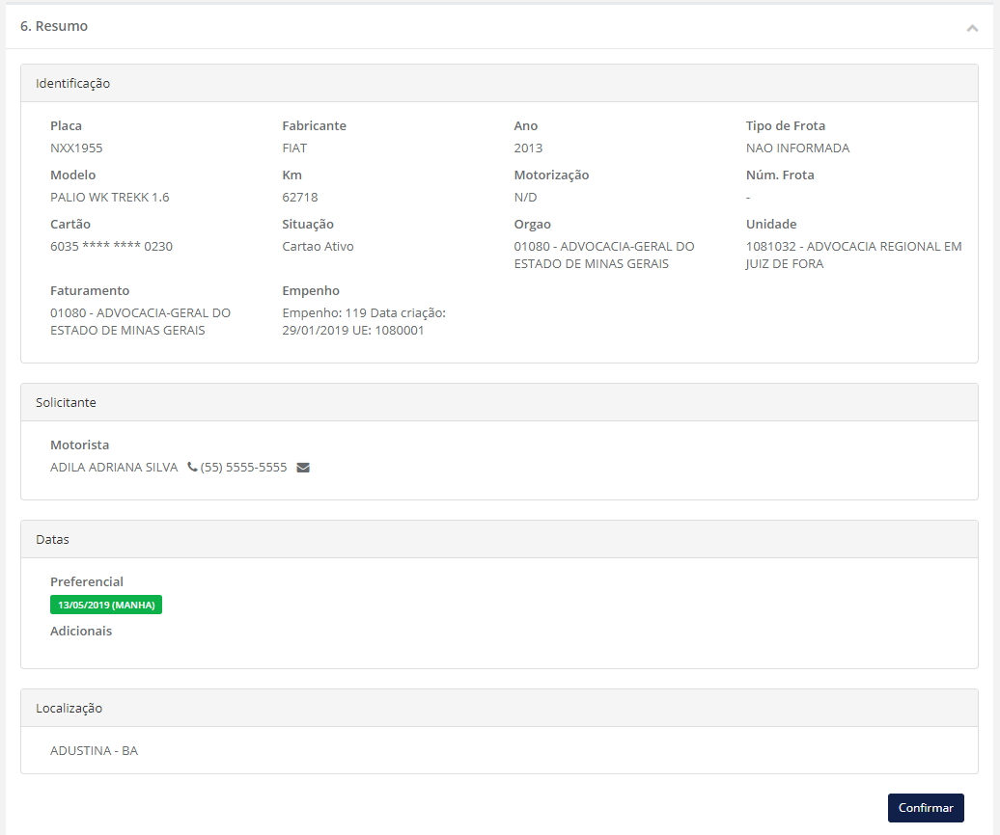 6. Resumo
Identificação
Placa
NXX1955
Fabricante
FIAT
Ano
2013
Tipo de Frota
NAO INFORMADA
Modelo
PALIO WK TREKK 1.6
Km
62718
Motorização
N/D
Núm. Frota
-
Cartão
6035 **** **** 0230
Situação
Cartao Ativo
Orgao
01080 - ADVOCACIA-GERAL DO
ESTADO DE MINAS GERAIS
Unidade
1081032 - ADVOCACIA REGIONAL EM
JUIZ DE FORA
Faturamento
01080 - ADVOCACIA-GERAL DO
ESTADO DE MINAS GERAIS
Empenho
Empenho: 119 Data criação:
29/01/2019 UE: 1080001
Solicitante
Motorista
ADILA ADRIANA SILVA (55) 5555-5555
Datas
Preferencial
13/05/2019 (MANHA)
Adicionais
Localização
ADUSTINA - BA
Confirmar